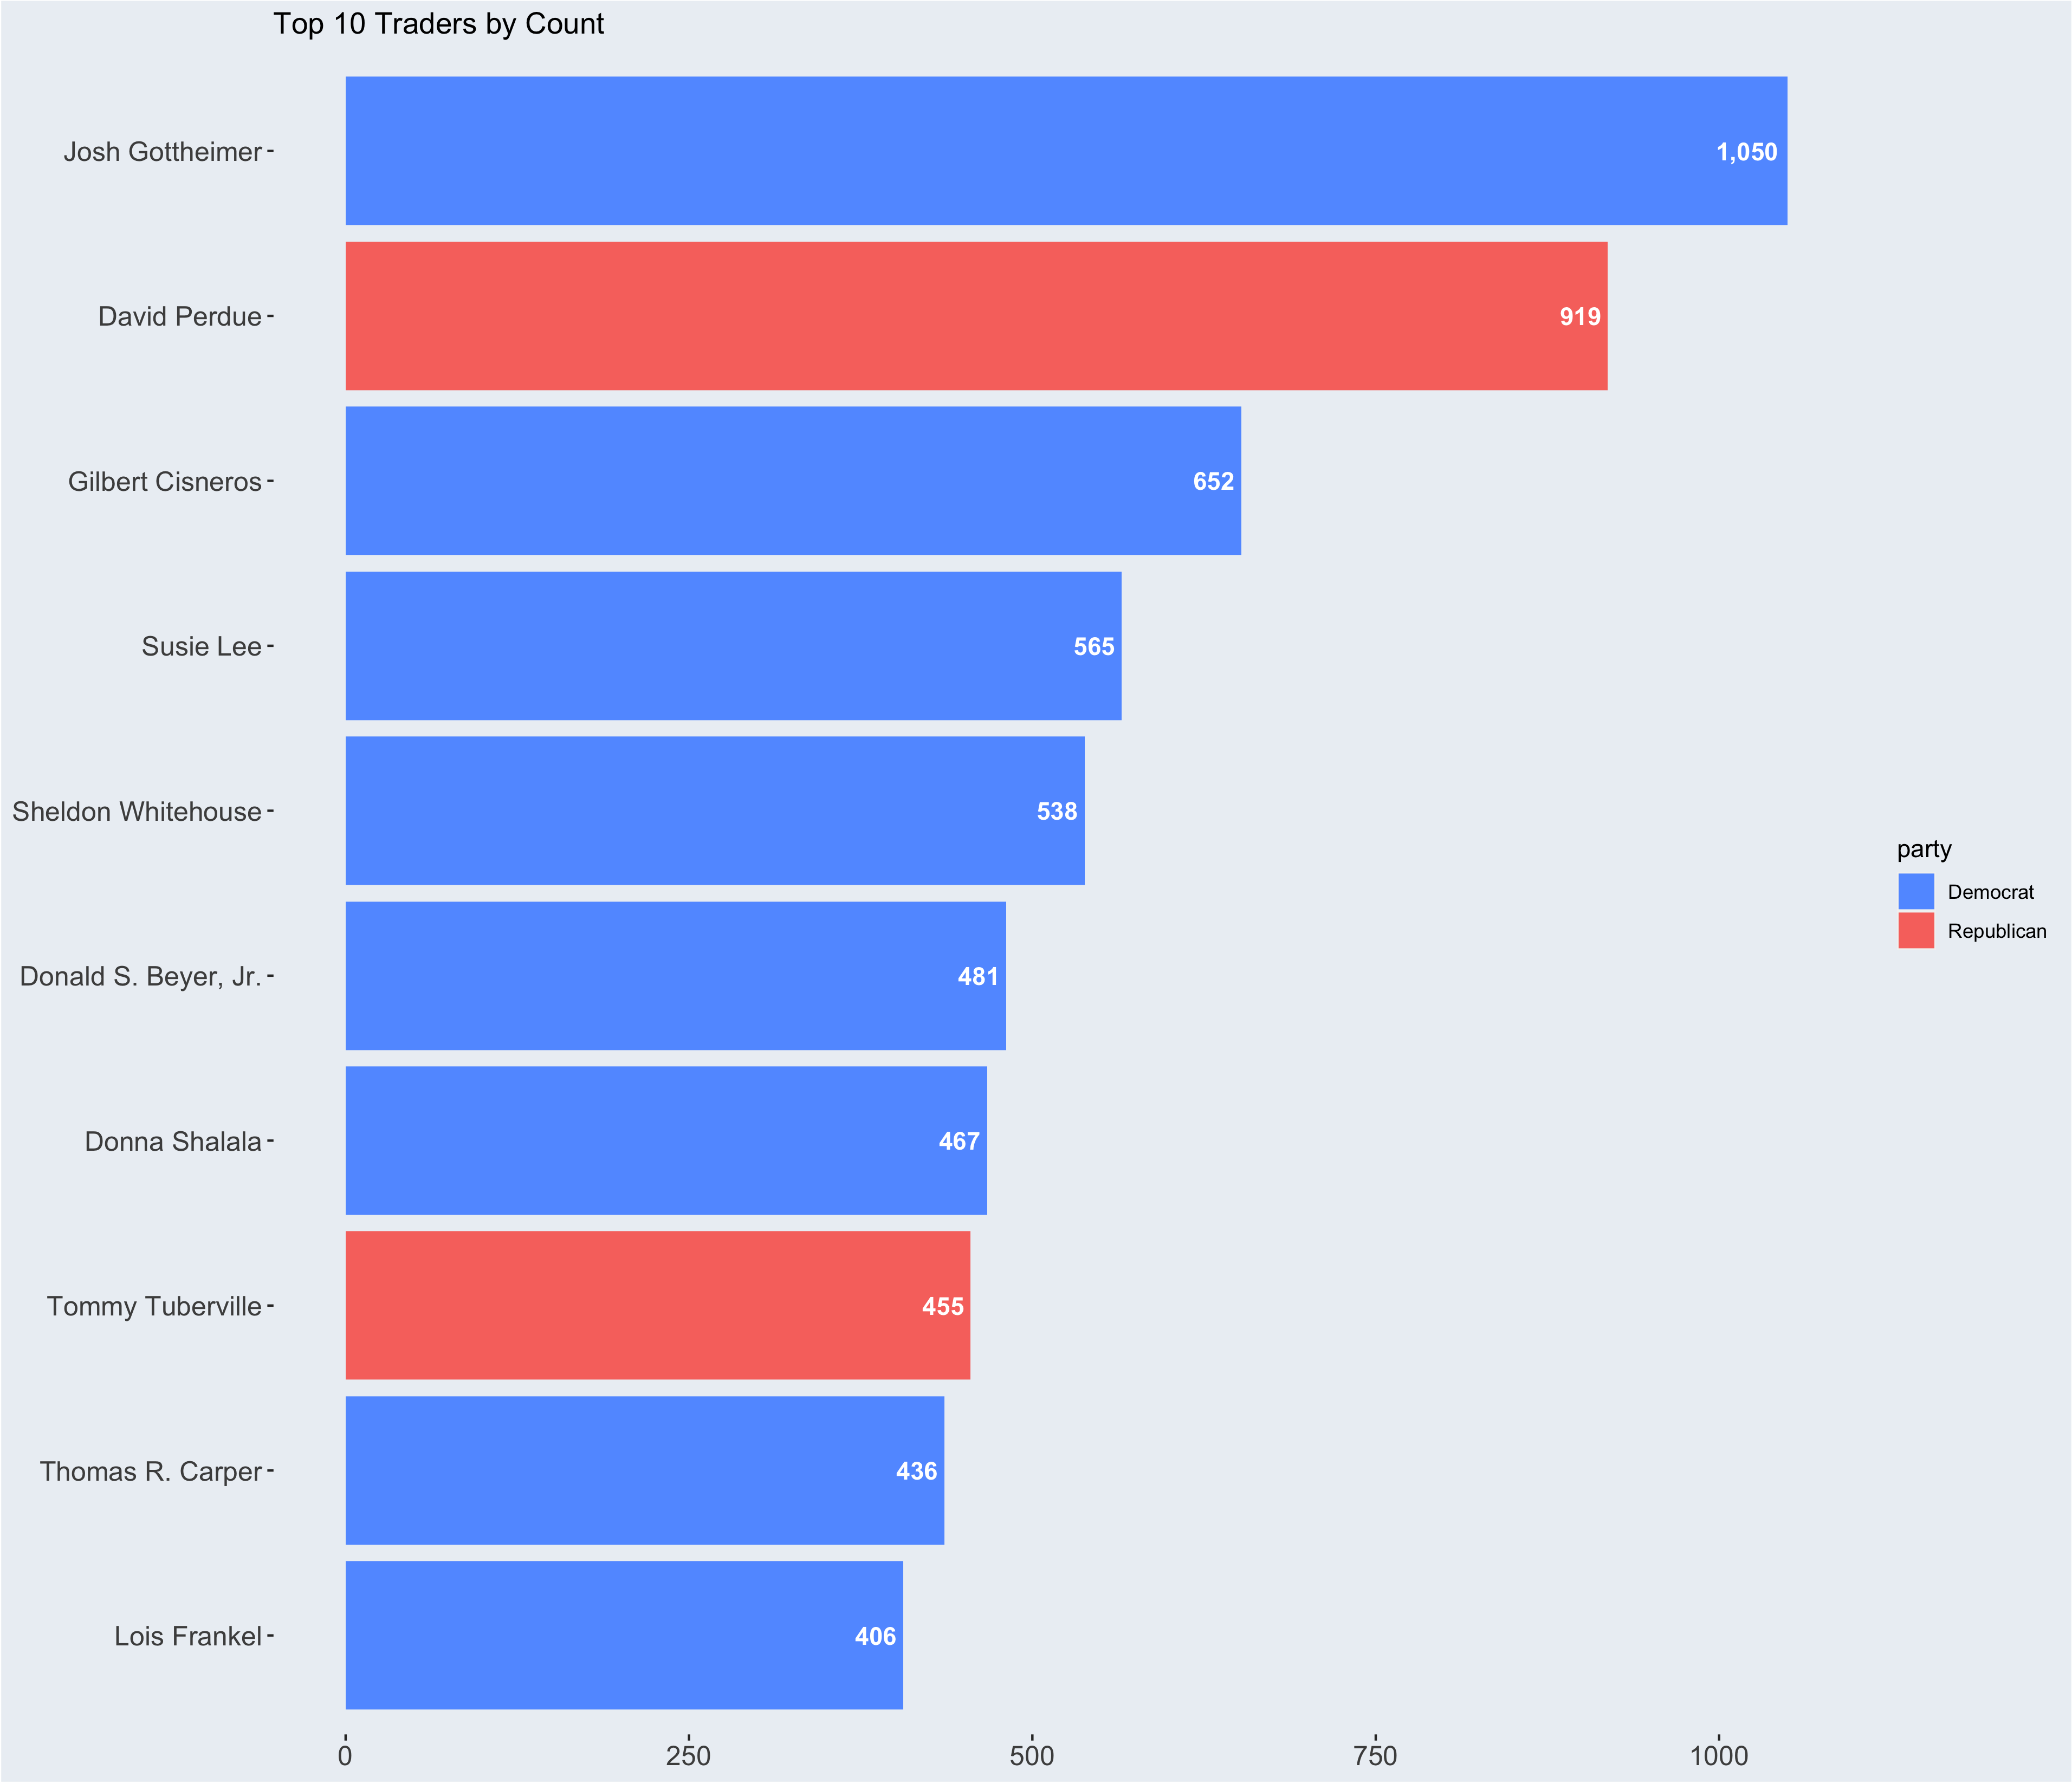 Top 10 Traders by Count
Josh Gottheimer
1,050
David Perdue
919
Gilbert Cisneros
652
Susie Lee
565
Sheldon Whitehouse
538
Donald S. Beyer, Jr.
481
Donna Shalala
467
Tommy Tuberville
455
Thomas R. Carper
436
Lois Frankel
406
0 250 500 750 1000
party
Democrat
Republican